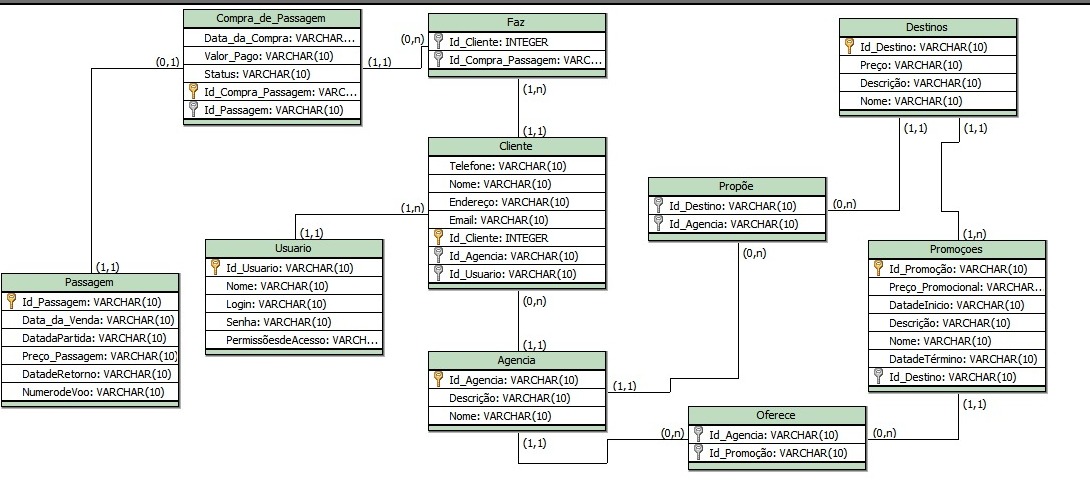 Compra_de_Passagem
Data_da_Compra: VARCHAR...
Valor_Pago: VARCHAR(10)
Status: VARCHAR(10)
Id_Compra_Passagem: VARC...
Id_Passagem: VARCHAR(10)
(0,1)
(1,1)
(0,n)
Faz
Id_Cliente: INTEGER
Id_Compra_Passagem: VARC...
(1,n)
(1,1)
Cliente
Telefone: VARCHAR(10)
Nome: VARCHAR(10)
Endereço: VARCHAR(10)
Email: VARCHAR(10)
Id_Cliente: INTEGER
Id_Agencia: VARCHAR(10)
Id_Usuario: VARCHAR(10)
(1,n)
(1,1)
Usuario
Id_Usuario: VARCHAR(10)
Nome: VARCHAR(10)
Login: VARCHAR(10)
Senha: VARCHAR(10)
PermissõesdeAcesso: VARCH...
(1,1)
Passagem
Id_Passagem: VARCHAR(10)
Data_da_Venda: VARCHAR(10)
DatadaPartida: VARCHAR(10)
Preço_Passagem: VARCHAR(10)
DatadeRetorno: VARCHAR(10)
NumerodeVoo: VARCHAR(10)
(0,n)
(1,1)
Agencia
Id_Agencia: VARCHAR(10)
Descrição: VARCHAR(10)
Nome: VARCHAR(10)
(1,1)
(1,1)
Destinos
Id_Destino: VARCHAR(10)
Preço: VARCHAR(10)
Descrição: VARCHAR(10)
Nome: VARCHAR(10)
(1,1)
(1,1)
Propõe
Id_Destino: VARCHAR(10)
Id_Agencia: VARCHAR(10)
(0,n)
(0,n)
(1,n)
Promoçoes
Id_Promoção: VARCHAR(10)
Preço_Promocional: VARCHAR...
DatadeInicio: VARCHAR(10)
Descrição: VARCHAR(10)
Nome: VARCHAR(10)
DatadeTérmino: VARCHAR(10)
Id_Destino: VARCHAR(10)
(1,1)
Oferece
Id_Agencia: VARCHAR(10)
Id_Promoção: VARCHAR(10)
(0,n)
(0,n)